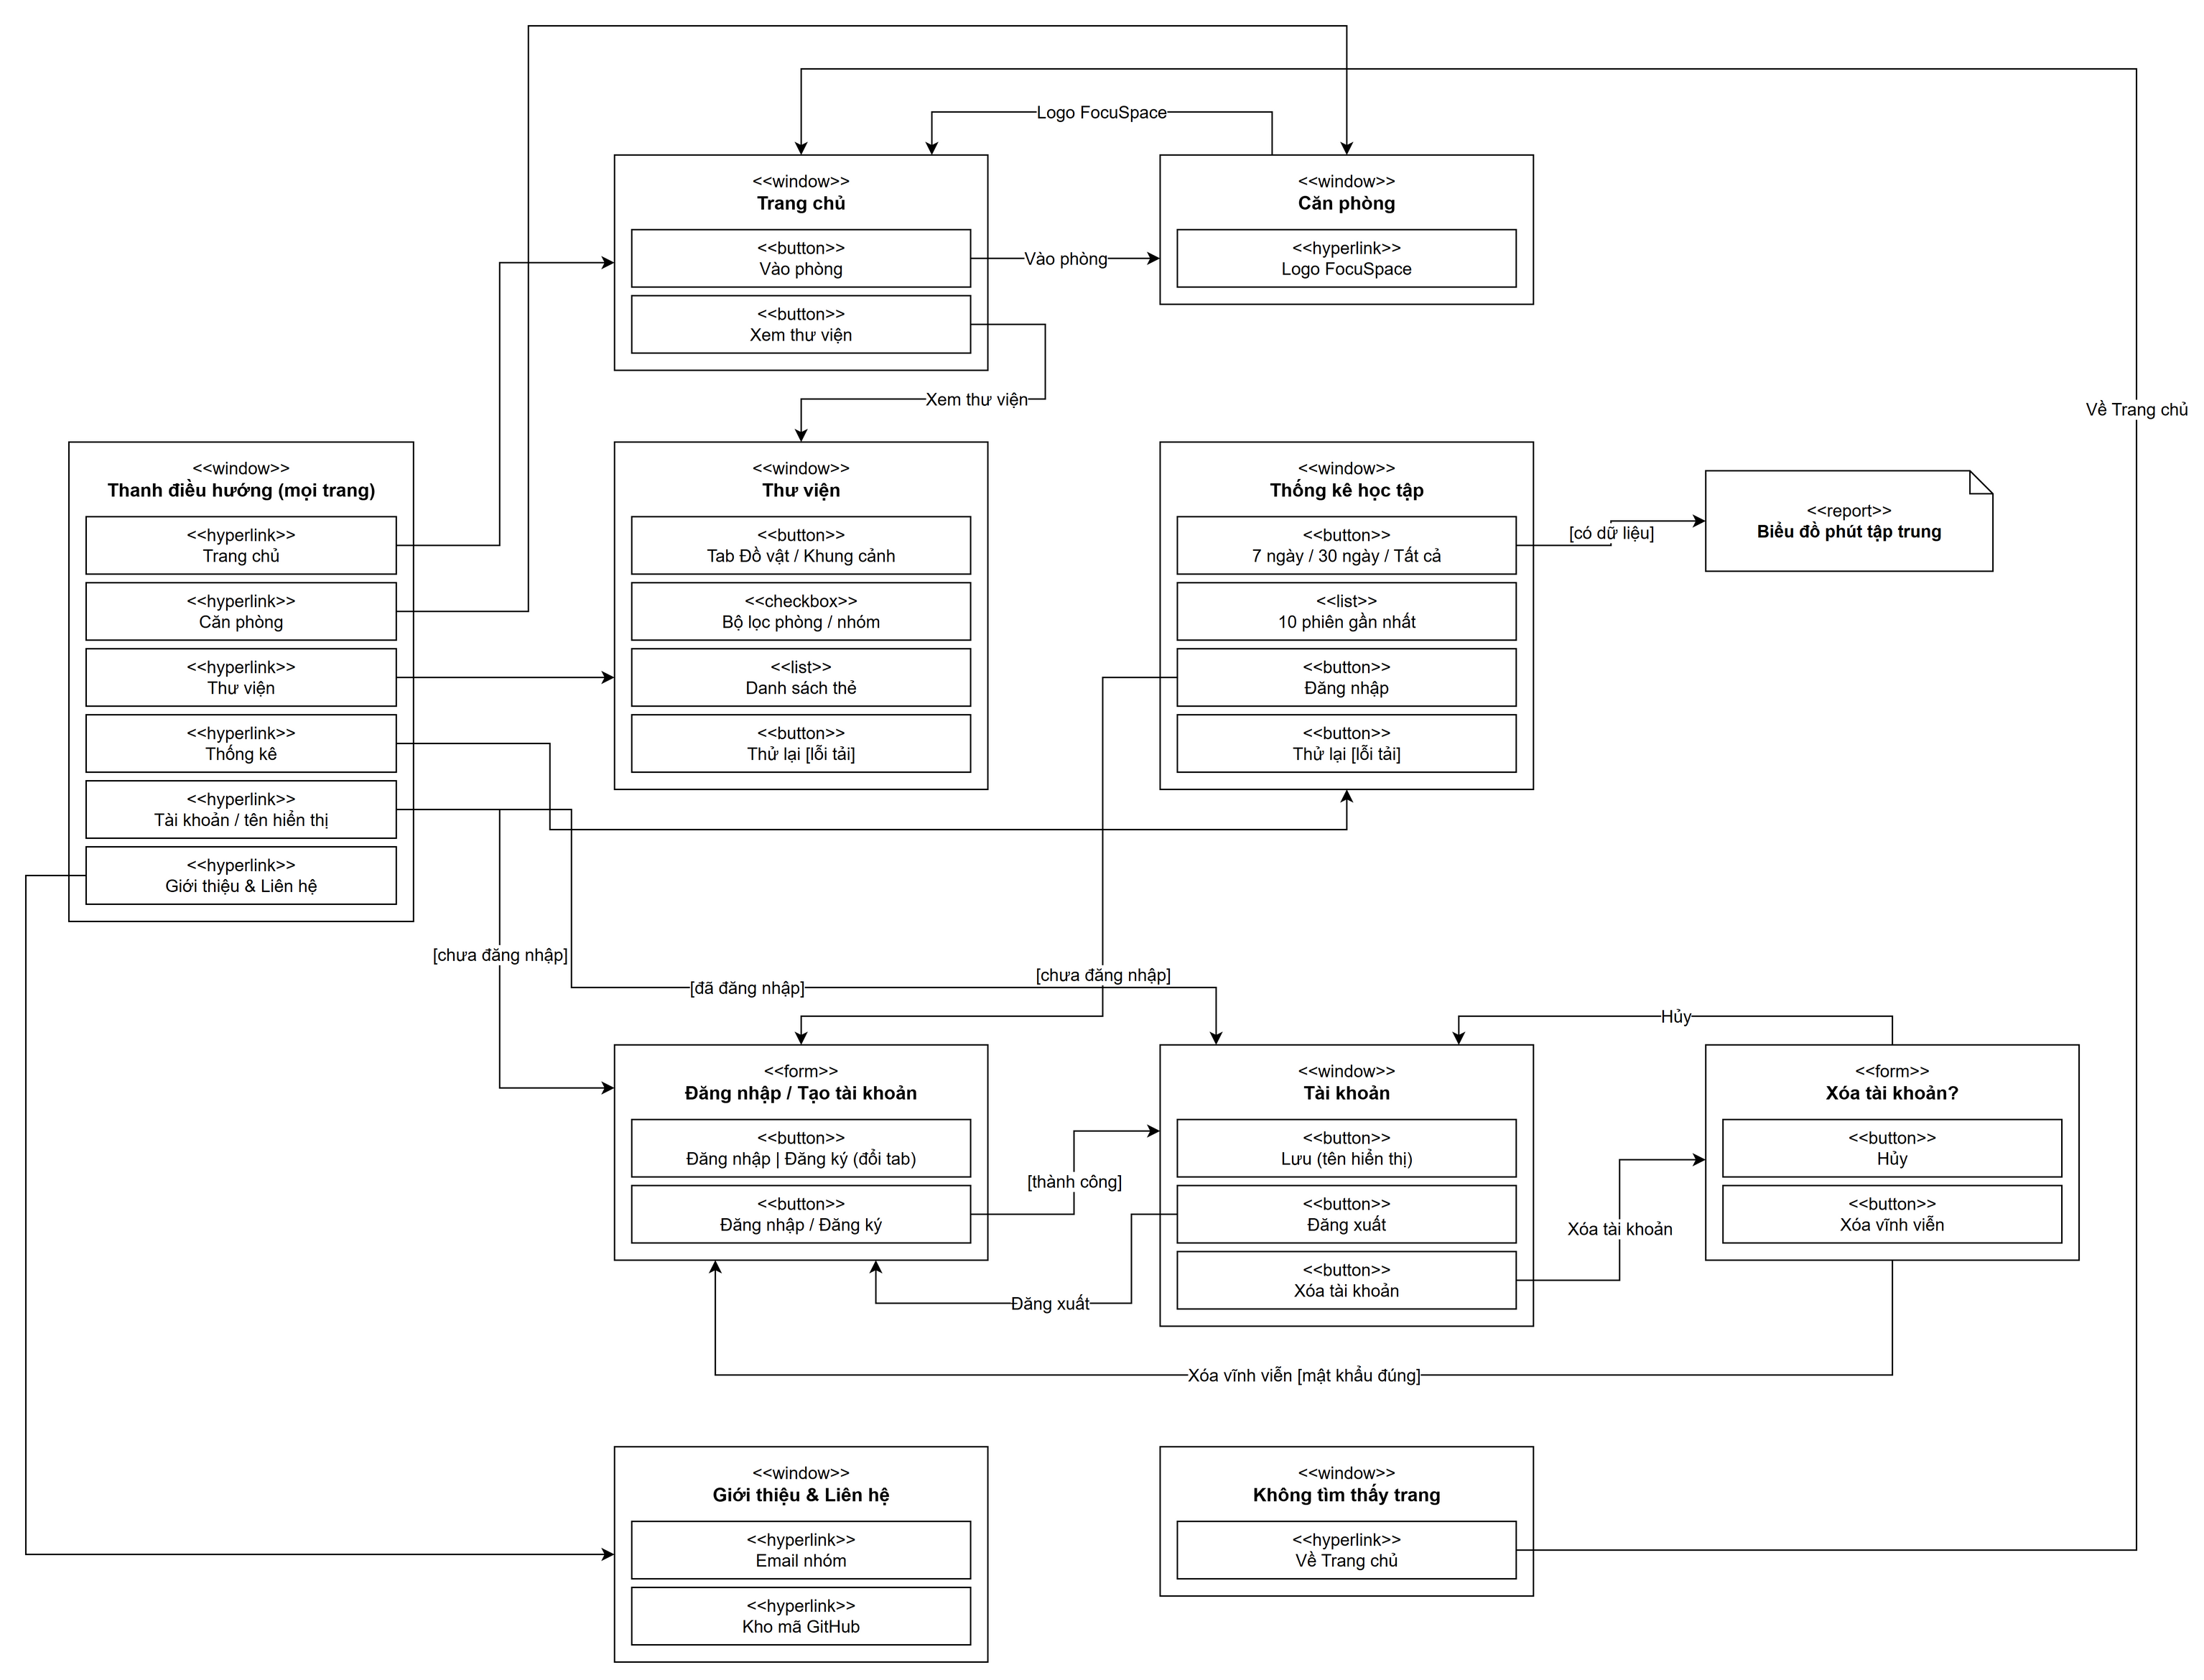 Logo FocuSpace
<<window>>
Trang chủ
<<button>>
Vào phòng
<<button>>
Xem thư viện
Vào phòng
<<window>>
Căn phòng
<<hyperlink>>
Logo FocuSpace
Xem thư viện
Về Trang chủ
<<window>>
Thanh điều hướng (mọi trang)
<<hyperlink>>
Trang chủ
<<hyperlink>>
Căn phòng
<<hyperlink>>
Thư viện
<<hyperlink>>
Thống kê
<<hyperlink>>
Tài khoản / tên hiển thị
<<hyperlink>>
Giới thiệu & Liên hệ
<<window>>
Thư viện
<<button>>
Tab Đồ vật / Khung cảnh
<<checkbox>>
Bộ lọc phòng / nhóm
<<list>>
Danh sách thẻ
<<button>>
Thử lại [lỗi tải]
<<window>>
Thống kê học tập
<<button>>
7 ngày / 30 ngày / Tất cả
<<list>>
10 phiên gần nhất
<<button>>
Đăng nhập
<<button>>
Thử lại [lỗi tải]
[có dữ liệu]
<<report>>
Biểu đồ phút tập trung
[chưa đăng nhập]
[đã đăng nhập]
[chưa đăng nhập]
Hủy
<<form>>
Đăng nhập / Tạo tài khoản
<<button>>
Đăng nhập | Đăng ký (đổi tab)
<<button>>
Đăng nhập / Đăng ký
[thành công]
<<window>>
Tài khoản
<<button>>
Lưu (tên hiển thị)
<<button>>
Đăng xuất
<<button>>
Xóa tài khoản
Xóa tài khoản
<<form>>
Xóa tài khoản?
<<button>>
Hủy
<<button>>
Xóa vĩnh viễn
Đăng xuất
Xóa vĩnh viễn [mật khẩu đúng]
<<window>>
Giới thiệu & Liên hệ
<<hyperlink>>
Email nhóm
<<hyperlink>>
Kho mã GitHub
<<window>>
Không tìm thấy trang
<<hyperlink>>
Về Trang chủ